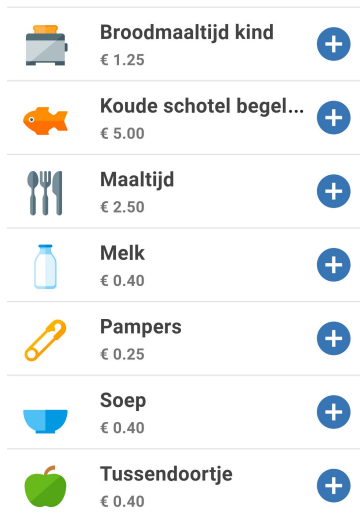 Broodmaaltijd kind
€ 1.25
Koude schotel begel...
€ 5.00
Maaltijd
€ 2.50
Melk
€ 0.40
Pampers
€ 0.25
Soep
€ 0.40
Tussendoortje
€ 0.40